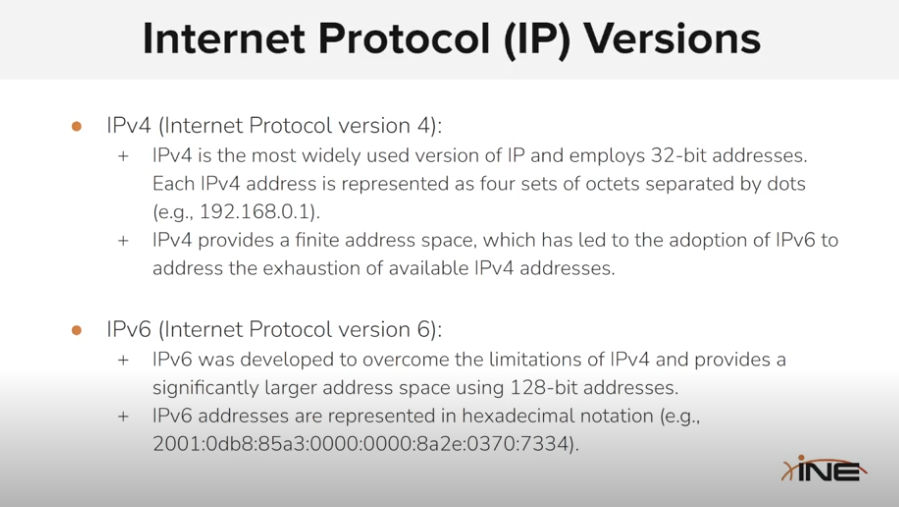 Internet Protocol (IP) Versions
● IPv4 (Internet Protocol version 4):
+ IPv4 is the most widely used version of IP and employs 32-bit addresses.
Each IPv4 address is represented as four sets of octets separated by dots
(e.g., 192.168.0.1).
+ IPv4 provides a finite address space, which has led to the adoption of IPv6 to
address the exhaustion of available IPv4 addresses.
● IPv6 (Internet Protocol version 6):
+ IPv6 was developed to overcome the limitations of IPv4 and provides a
significantly larger address space using 128-bit addresses.
+ IPv6 addresses are represented in hexadecimal notation (e.g.,
2001:0db8:85a3:0000:0000:8a2e:0370:7334).
INE